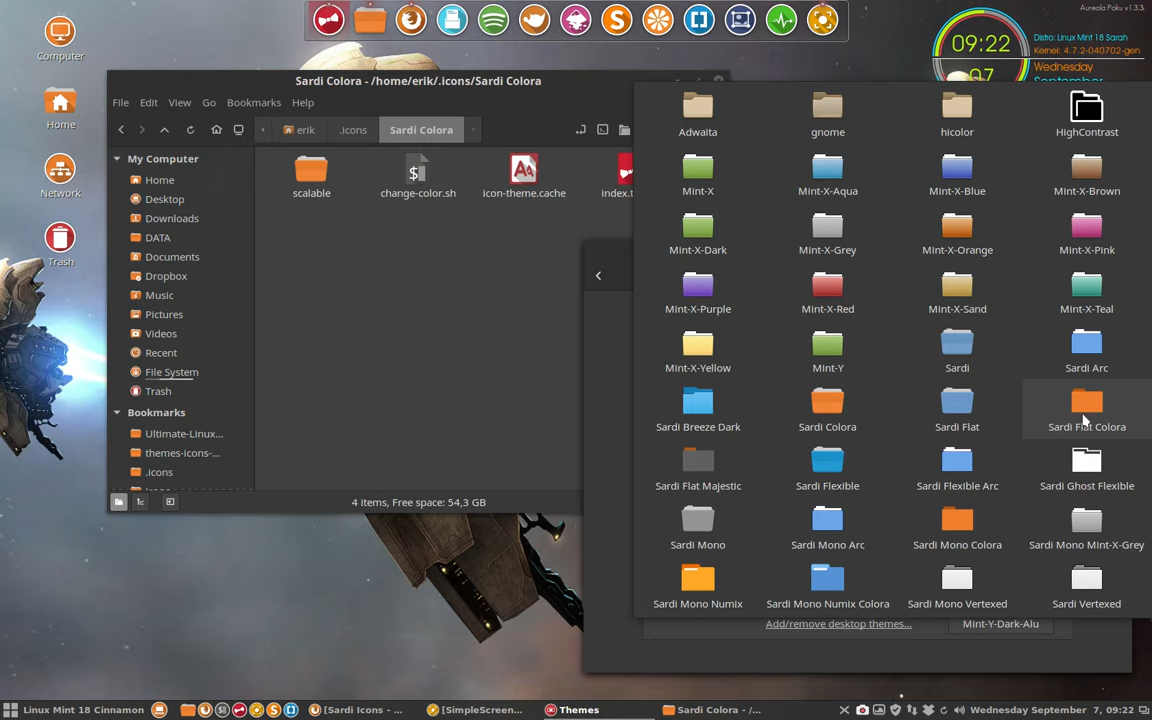 Aureola Poku v1.3.3
Computer
Home
Network
Trash
09:22
Distro: Linux Mint 18 Sarah
Kernel: 4.7.2-040702-gen
Wednesday
September
07
Sardi Colora - /home/erik/.icons/Sardi Colora
File Edit View Go Bookmarks Help
erik .icons Sardi Colora
My Computer
Home
Desktop
Downloads
DATA
Documents
Dropbox
Music
Pictures
Videos
Recent
File System
Trash
Bookmarks
Ultimate-Linux...
themes-icons-...
.icons
scalable change-color.sh icon-theme.cache index.t
4 items, Free space: 54,3 GB
Adwaita gnome hicolor HighContrast
Mint-X Mint-X-Aqua Mint-X-Blue Mint-X-Brown
Mint-X-Dark Mint-X-Grey Mint-X-Orange Mint-X-Pink
Mint-X-Purple Mint-X-Red Mint-X-Sand Mint-X-Teal
Mint-X-Yellow Mint-Y Sardi Sardi Arc
Sardi Breeze Dark Sardi Colora Sardi Flat Sardi Flat Colora
Sardi Flat Majestic Sardi Flexible Sardi Flexible Arc Sardi Ghost Flexible
Sardi Mono Sardi Mono Arc Sardi Mono Colora Sardi Mono Mint-X-Grey
Sardi Mono Numix Sardi Mono Numix Colora Sardi Mono Vertexed Sardi Vertexed
Add/remove desktop themes... Mint-Y-Dark-Alu
Linux Mint 18 Cinnamon [Sardi Icons - ... [SimpleScreen... Themes Sardi Colora - /... Wednesday September 7, 09:22